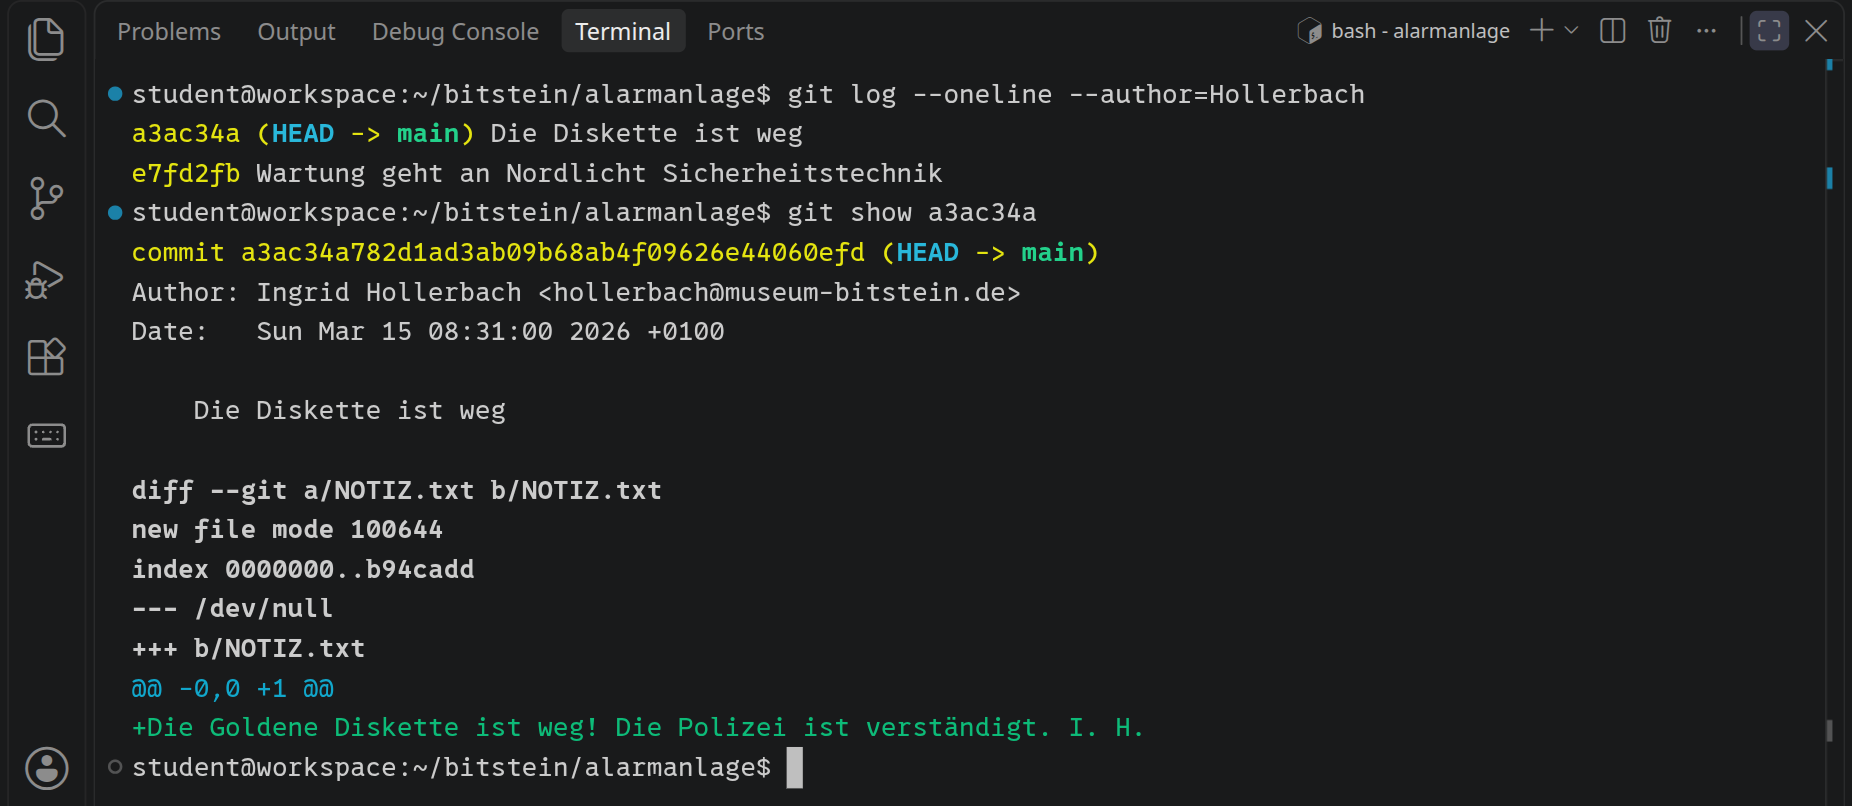 Problems Output Debug Console Terminal Ports bash - alarmanlage
student@workspace:~/bitstein/alarmanlage$ git log --oneline --author=Hollerbach
a3ac34a (HEAD -> main) Die Diskette ist weg
e7fd2fb Wartung geht an Nordlicht Sicherheitstechnik
student@workspace:~/bitstein/alarmanlage$ git show a3ac34a
commit a3ac34a782d1ad3ab09b68ab4f09626e44060efd (HEAD -> main)
Author: Ingrid Hollerbach <hollerbach@museum-bitstein.de>
Date:   Sun Mar 15 08:31:00 2026 +0100
    Die Diskette ist weg
diff --git a/NOTIZ.txt b/NOTIZ.txt
new file mode 100644
index 0000000..b94cadd
--- /dev/null
+++ b/NOTIZ.txt
@@ -0,0 +1 @@
+Die Goldene Diskette ist weg! Die Polizei ist verständigt. I. H.
student@workspace:~/bitstein/alarmanlage$